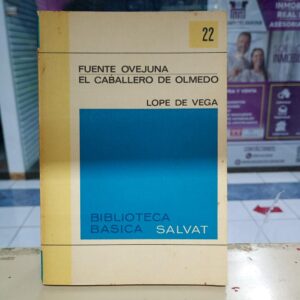 22
FUENTE OVEJUNA
EL CABALLERO DE OLMEDO
LOPE DE VEGA
BIBLIOTECA
BASICA SALVAT